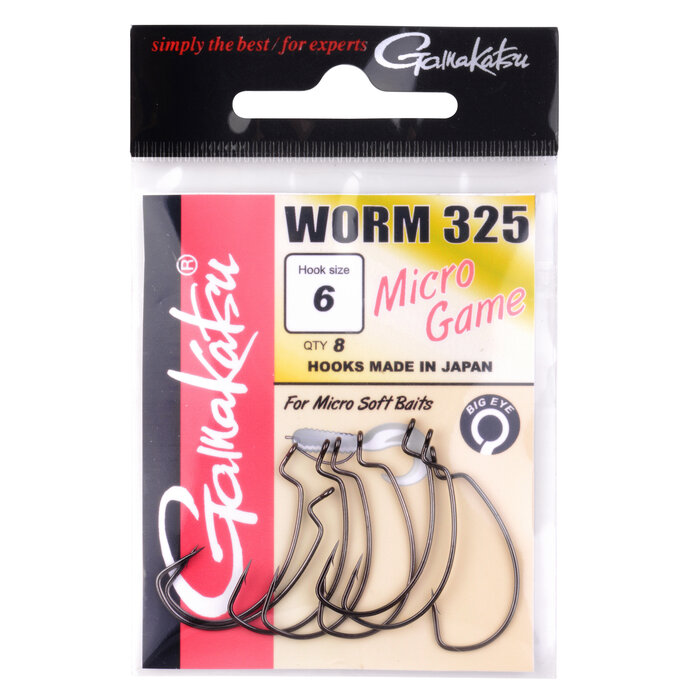 simply the best / for experts
Gamakatsu
Gamakatsu®
WORM 325
Hook size
6
Micro
Game
QTY 8
HOOKS MADE IN JAPAN
For Micro Soft Baits
BIG EYE